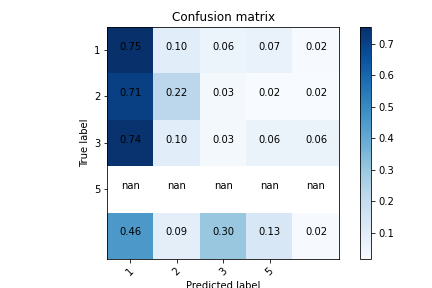 Confusion matrix
1 0.75 0.10 0.06 0.07 0.02
2 0.71 0.22 0.03 0.02 0.02
3 0.74 0.10 0.03 0.06 0.06
5 nan nan nan nan nan
0.46 0.09 0.30 0.13 0.02
1 2 3 5
Predicted label
True label
0.7
0.6
0.5
0.4
0.3
0.2
0.1